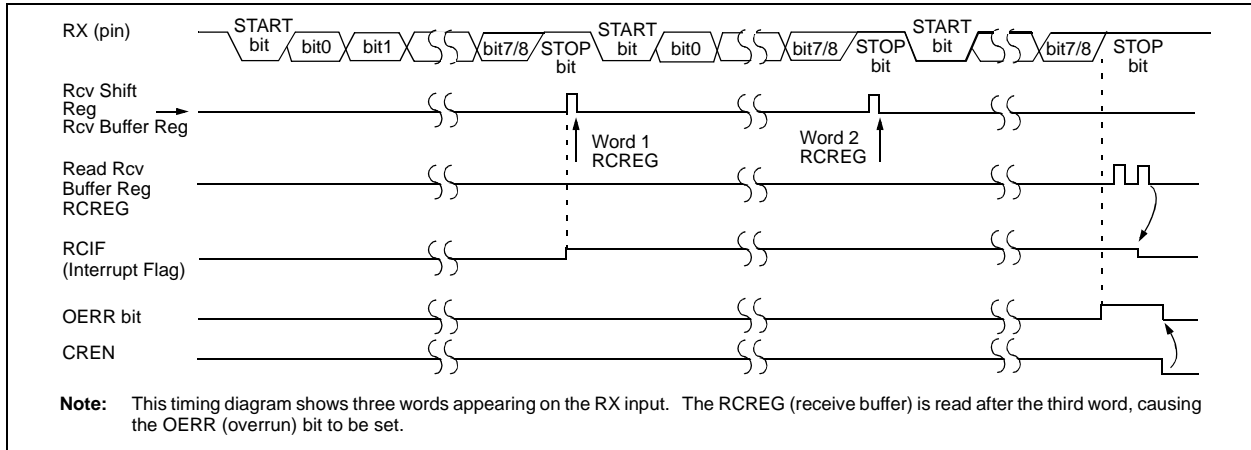 RX (pin)
START
bit
bit0
bit1
bit7/8
STOP
bit
START
bit
bit0
bit7/8
STOP
bit
START
bit
bit7/8
STOP
bit
Rcv Shift
Reg
Rcv Buffer Reg
Word 1
RCREG
Word 2
RCREG
Read Rcv
Buffer Reg
RCREG
RCIF
(Interrupt Flag)
OERR bit
CREN
Note: This timing diagram shows three words appearing on the RX input. The RCREG (receive buffer) is read after the third word, causing
the OERR (overrun) bit to be set.